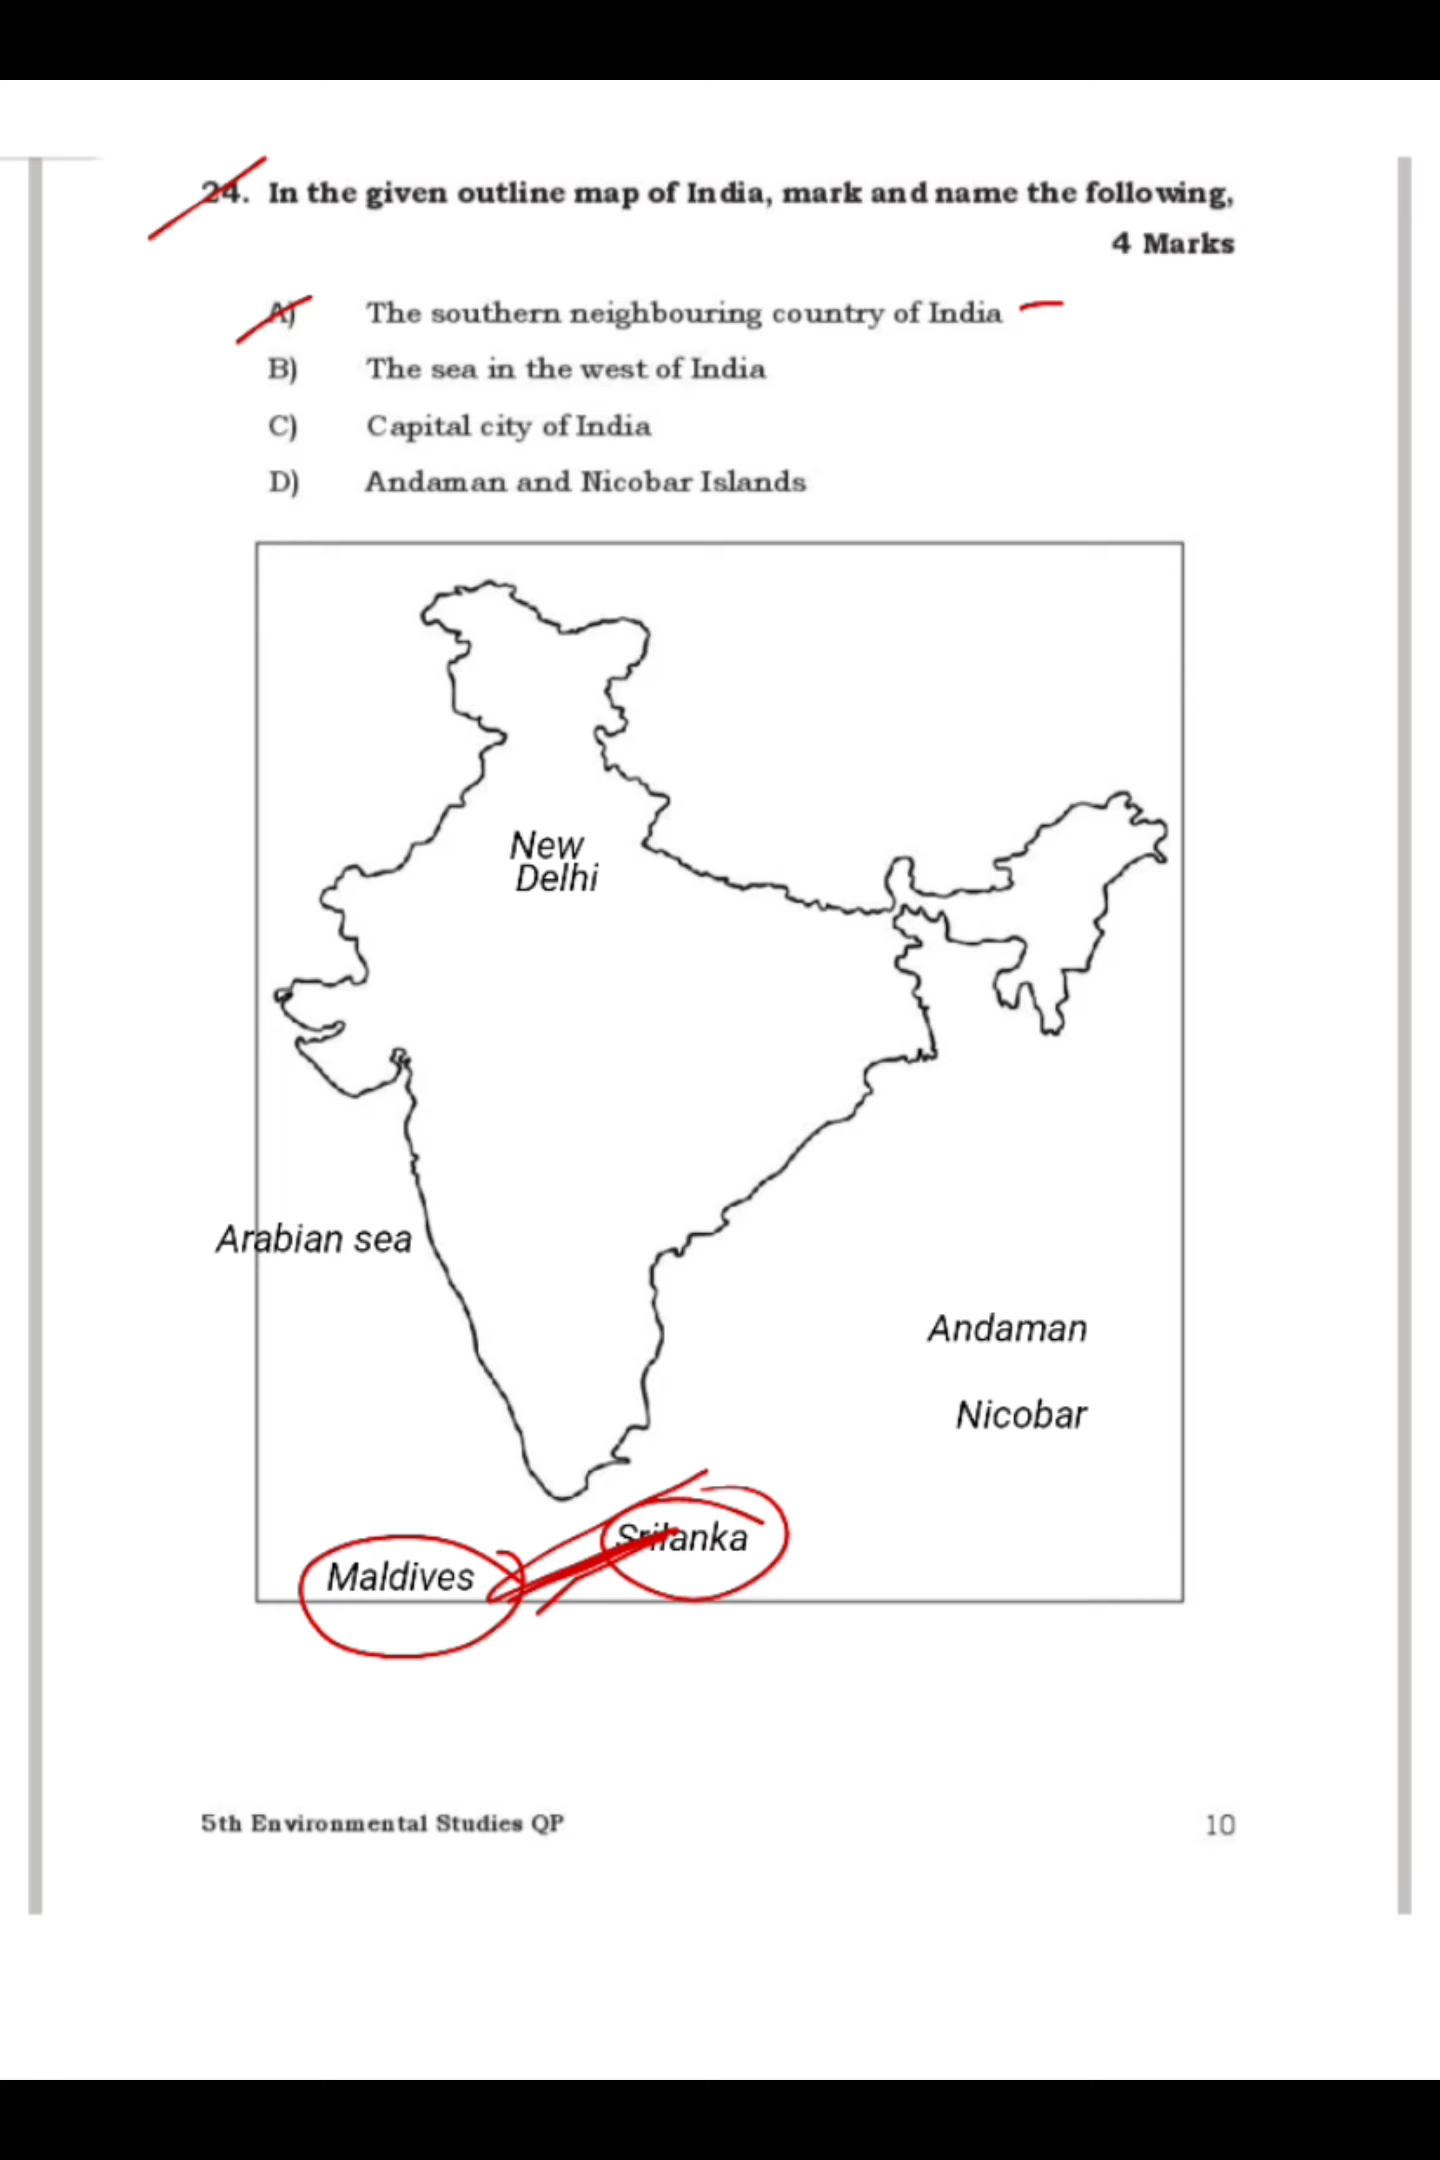 24. In the given outline map of India, mark and name the following,
4 Marks
A) The southern neighbouring country of India
B) The sea in the west of India
C) Capital city of India
D) Andaman and Nicobar Islands
New
Delhi
Arabian sea
Andaman
Nicobar
Srilanka
Maldives
5th Environmental Studies QP 10